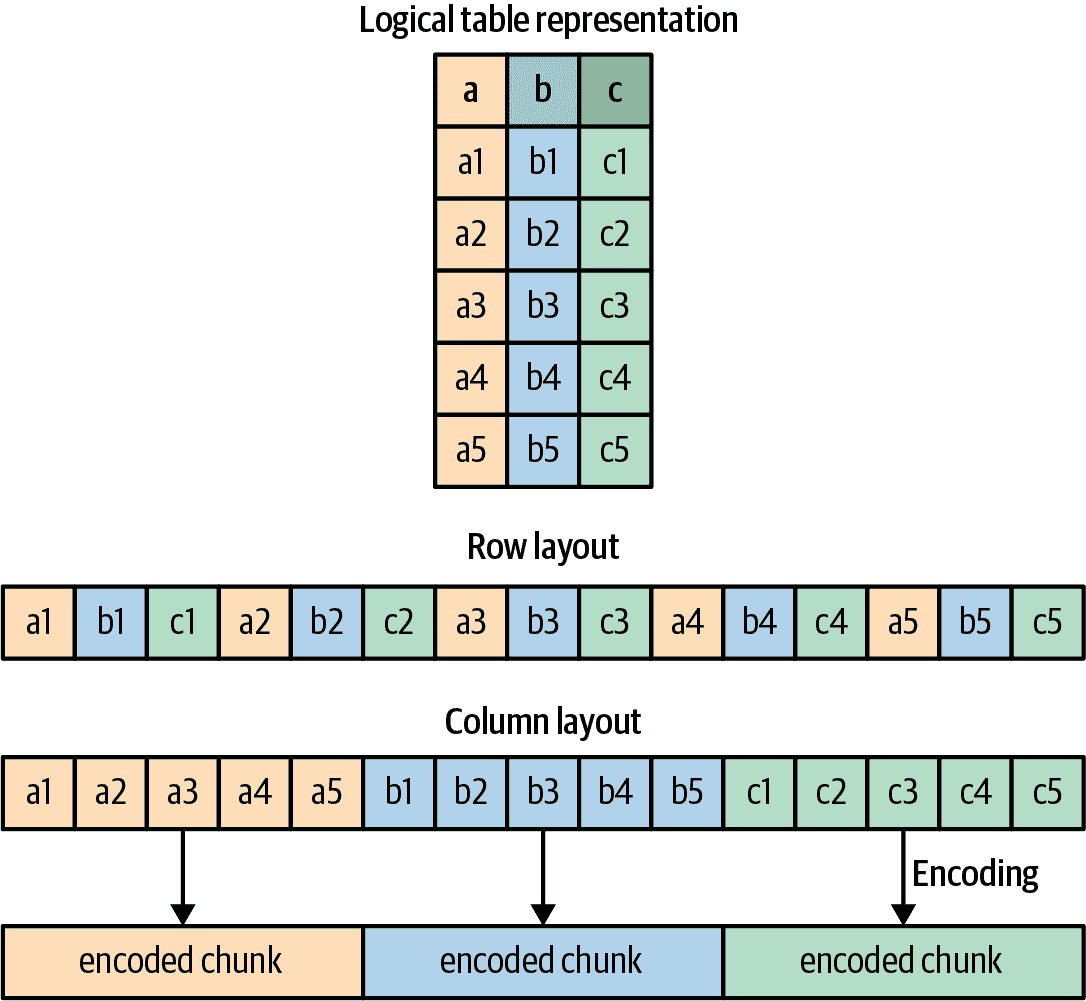 Logical table representation
a b c
a1 b1 c1
a2 b2 c2
a3 b3 c3
a4 b4 c4
a5 b5 c5
Row layout
a1 b1 c1 a2 b2 c2 a3 b3 c3 a4 b4 c4 a5 b5 c5
Column layout
a1 a2 a3 a4 a5 b1 b2 b3 b4 b5 c1 c2 c3 c4 c5
Encoding
encoded chunk encoded chunk encoded chunk